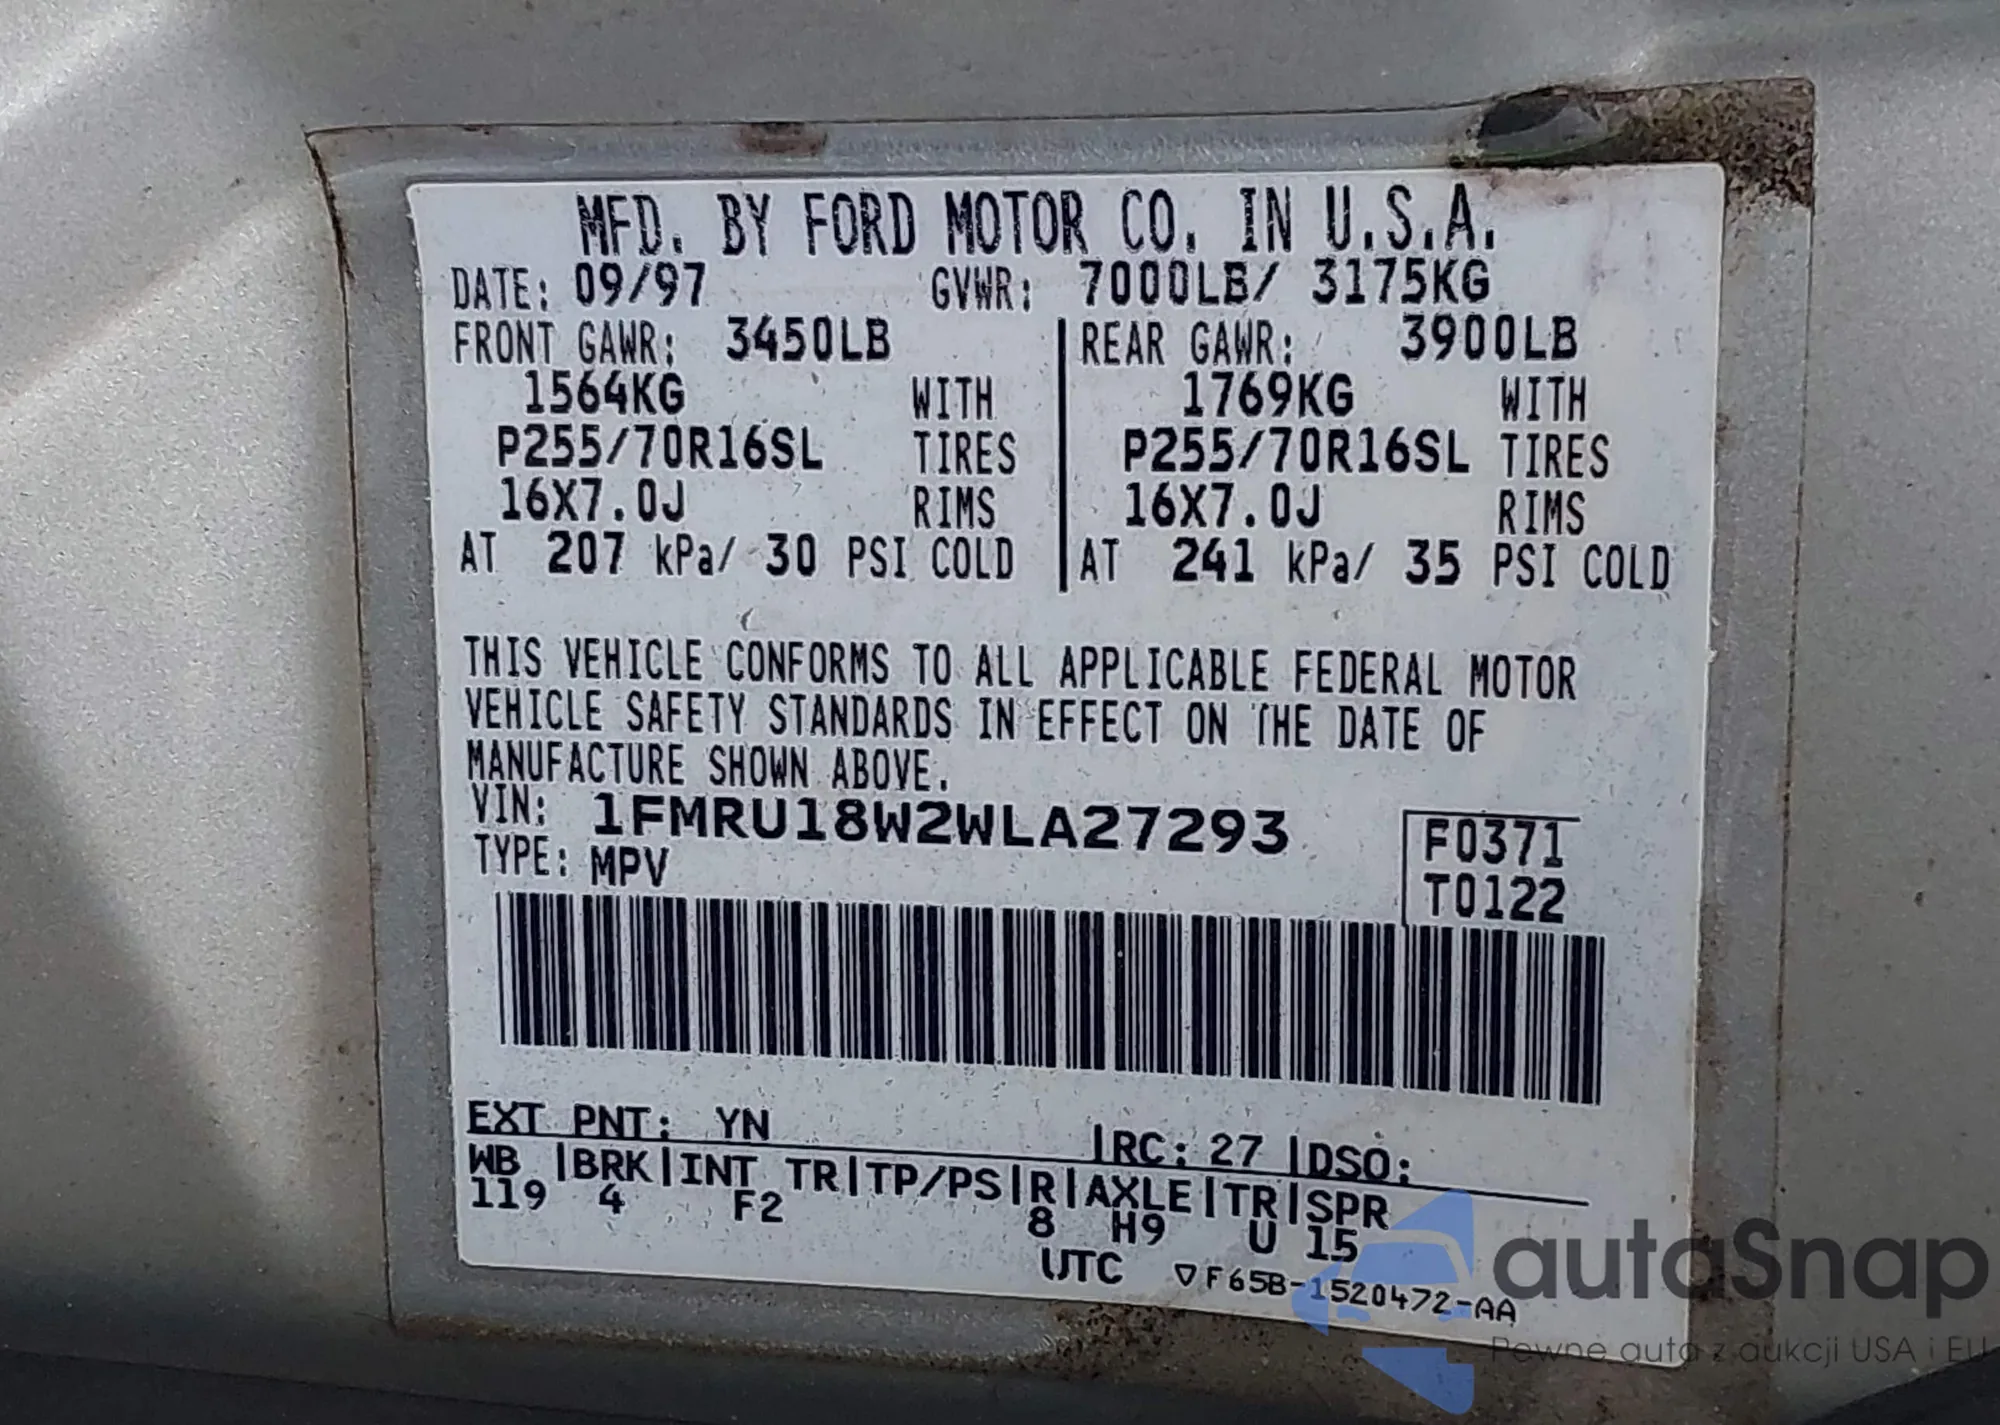 MFD. BY FORD MOTOR CO. IN U.S.A.
DATE: 09/97 GVWR: 7000LB/ 3175KG
FRONT GAWR: 3450LB REAR GAWR: 3900LB
1564KG WITH 1769KG WITH
P255/70R16SL TIRES P255/70R16SL TIRES
16X7.0J RIMS 16X7.0J RIMS
AT 207 kPa/ 30 PSI COLD AT 241 kPa/ 35 PSI COLD
THIS VEHICLE CONFORMS TO ALL APPLICABLE FEDERAL MOTOR
VEHICLE SAFETY STANDARDS IN EFFECT ON THE DATE OF
MANUFACTURE SHOWN ABOVE.
VIN: 1FMRU18W2WLA27293 F0371
TYPE: MPV T0122
EXT PNT: YN |RC: 27 |DSO:
WB |BRK|INT TR|TP/PS|R|AXLE|TR|SPR
119 4 F2 8 H9 U 15
UTC ▽F65B-1520472-AA
autaSnap
Pewne auta z aukcji USA i EU